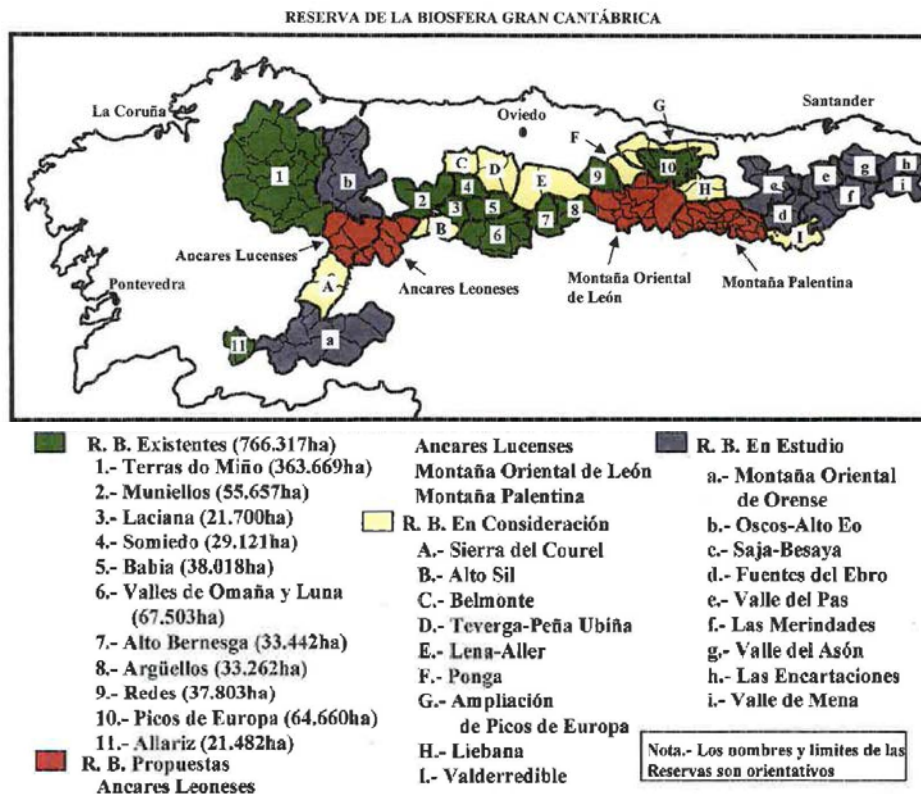 RESERVA DE LA BIOSFERA GRAN CANTÁBRICA
La Coruña
Oviedo
Santander
G
F
1
b
C
D
4
2
3
5
B
6
E
7
8
9
10
H
e
e
g
h
f
i
d
I
Ancares Lucenses
Ancares Leoneses
Montaña Oriental
de León
Montaña Palentina
Pontevedra
A
11
a
R. B. Existentes (766.317ha)
1.- Terras do Miño (363.669ha)
2.- Muniellos (55.657ha)
3.- Laciana (21.700ha)
4.- Somiedo (29.121ha)
5.- Babia (38.018ha)
6.- Valles de Omaña y Luna
(67.503ha)
7.- Alto Bernesga (33.442ha)
8.- Argüellos (33.262ha)
9.- Redes (37.803ha)
10.- Picos de Europa (64.660ha)
11.- Allariz (21.482ha)
R. B. Propuestas
Ancares Leoneses
Ancares Lucenses
Montaña Oriental de León
Montaña Palentina
R. B. En Consideración
A.- Sierra del Courel
B.- Alto Sil
C.- Belmonte
D.- Teverga-Peña Ubiña
E.- Lena-Aller
F.- Ponga
G.- Ampliación
de Picos de Europa
H.- Liebana
I.- Valderredible
R. B. En Estudio
a.- Montaña Oriental
de Orense
b.- Oscos-Alto Eo
c.- Saja-Besaya
d.- Fuentes del Ebro
e.- Valle del Pas
f.- Las Merindades
g.- Valle del Asón
h.- Las Encartaciones
i.- Valle de Mena
Nota.- Los nombres y limites de las
Reservas son orientativos